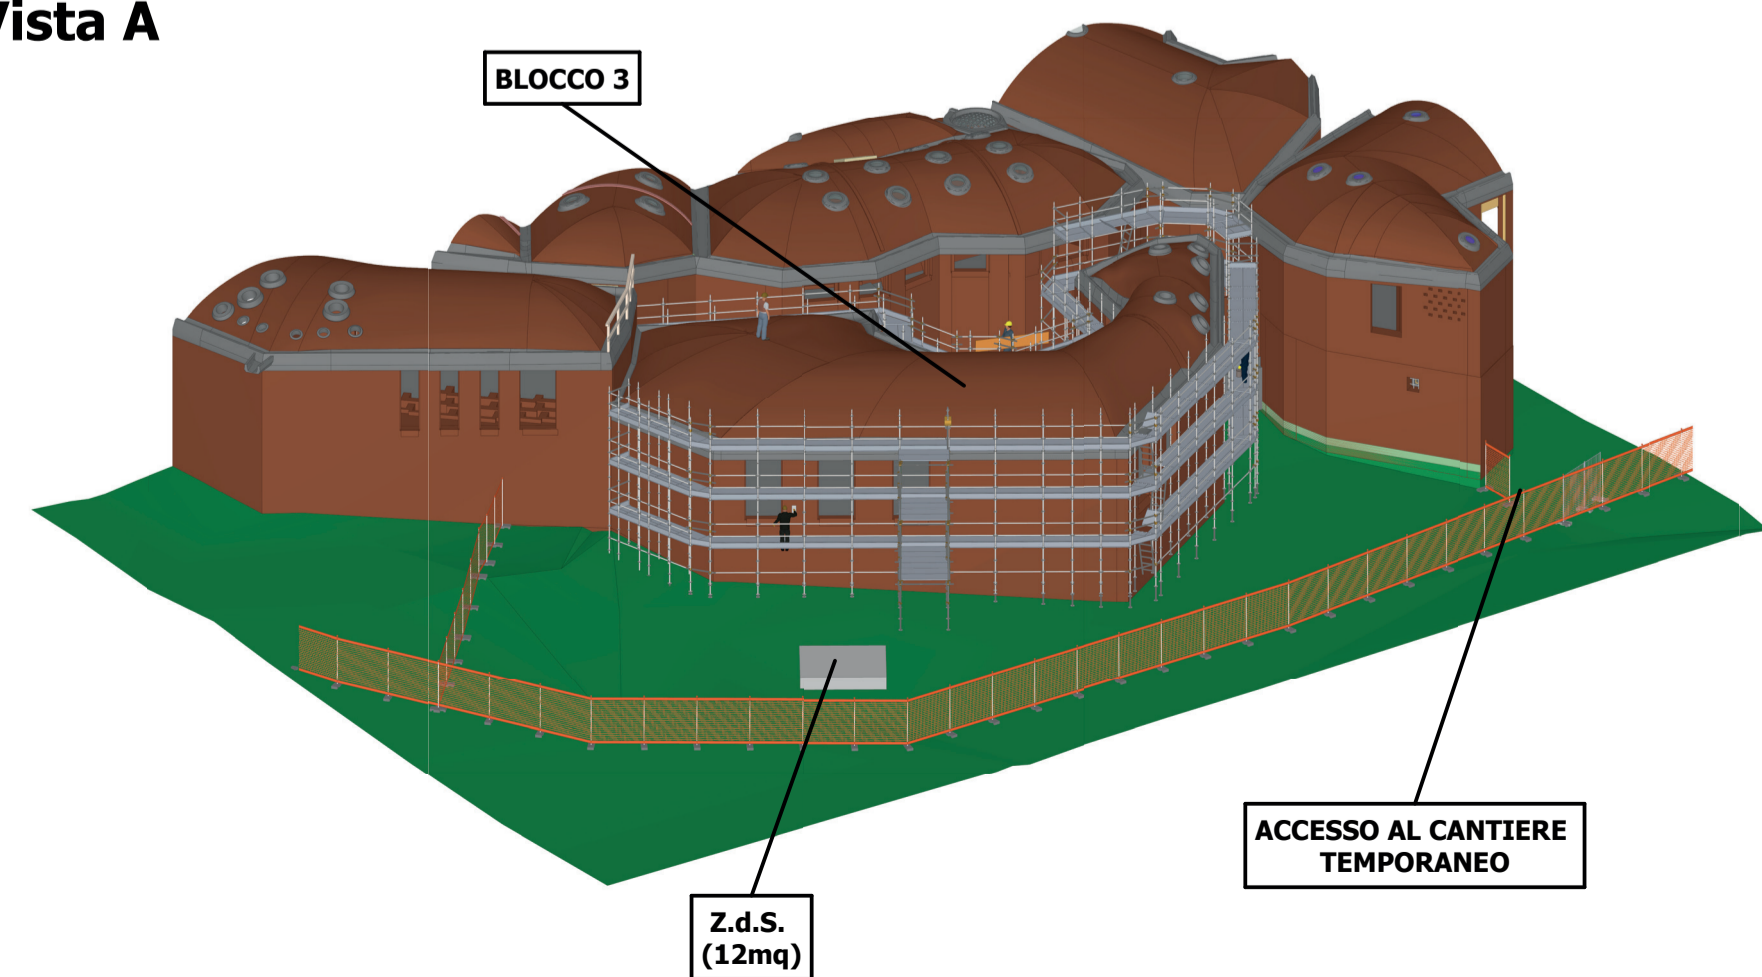 Vista A
BLOCCO 3
ACCESSO AL CANTIERE
TEMPORANEO
Z.d.S.
(12mq)